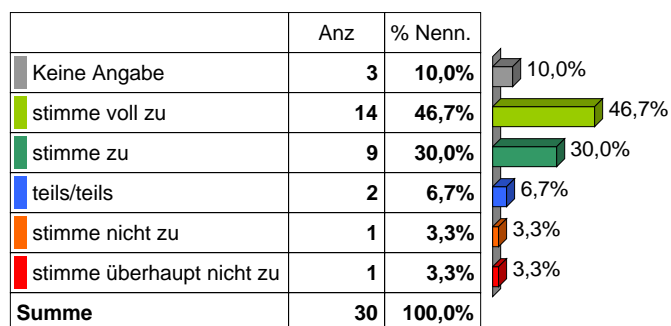 Anz % Nenn.
Keine Angabe 3 10,0% 10,0%
stimme voll zu 14 46,7% 46,7%
stimme zu 9 30,0% 30,0%
teils/teils 2 6,7% 6,7%
stimme nicht zu 1 3,3% 3,3%
stimme überhaupt nicht zu 1 3,3% 3,3%
Summe 30 100,0%